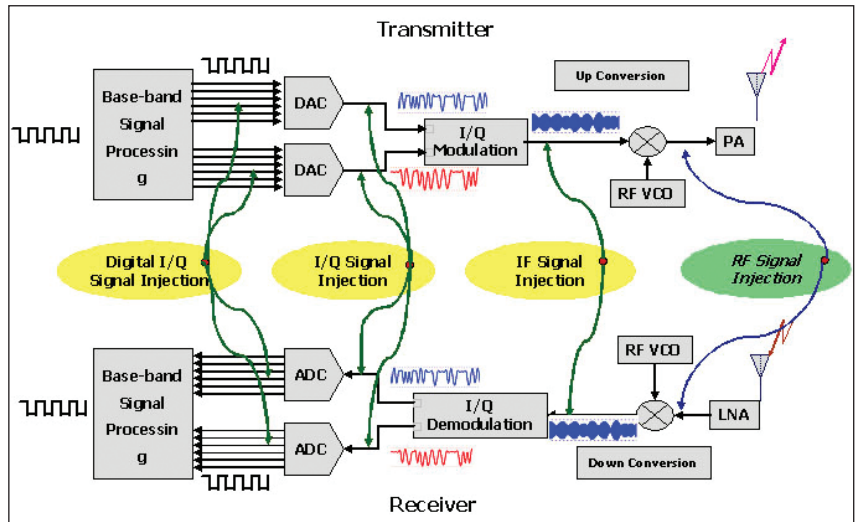 Transmitter
Base-band
Signal
Processin
g
DAC
DAC
I/Q
Modulation
Up Conversion
RF VCO
PA
Digital I/Q
Signal Injection
I/Q Signal
Injection
IF Signal
Injection
RF Signal
Injection
Base-band
Signal
Processin
g
ADC
ADC
I/Q
Demodulation
RF VCO
LNA
Down Conversion
Receiver